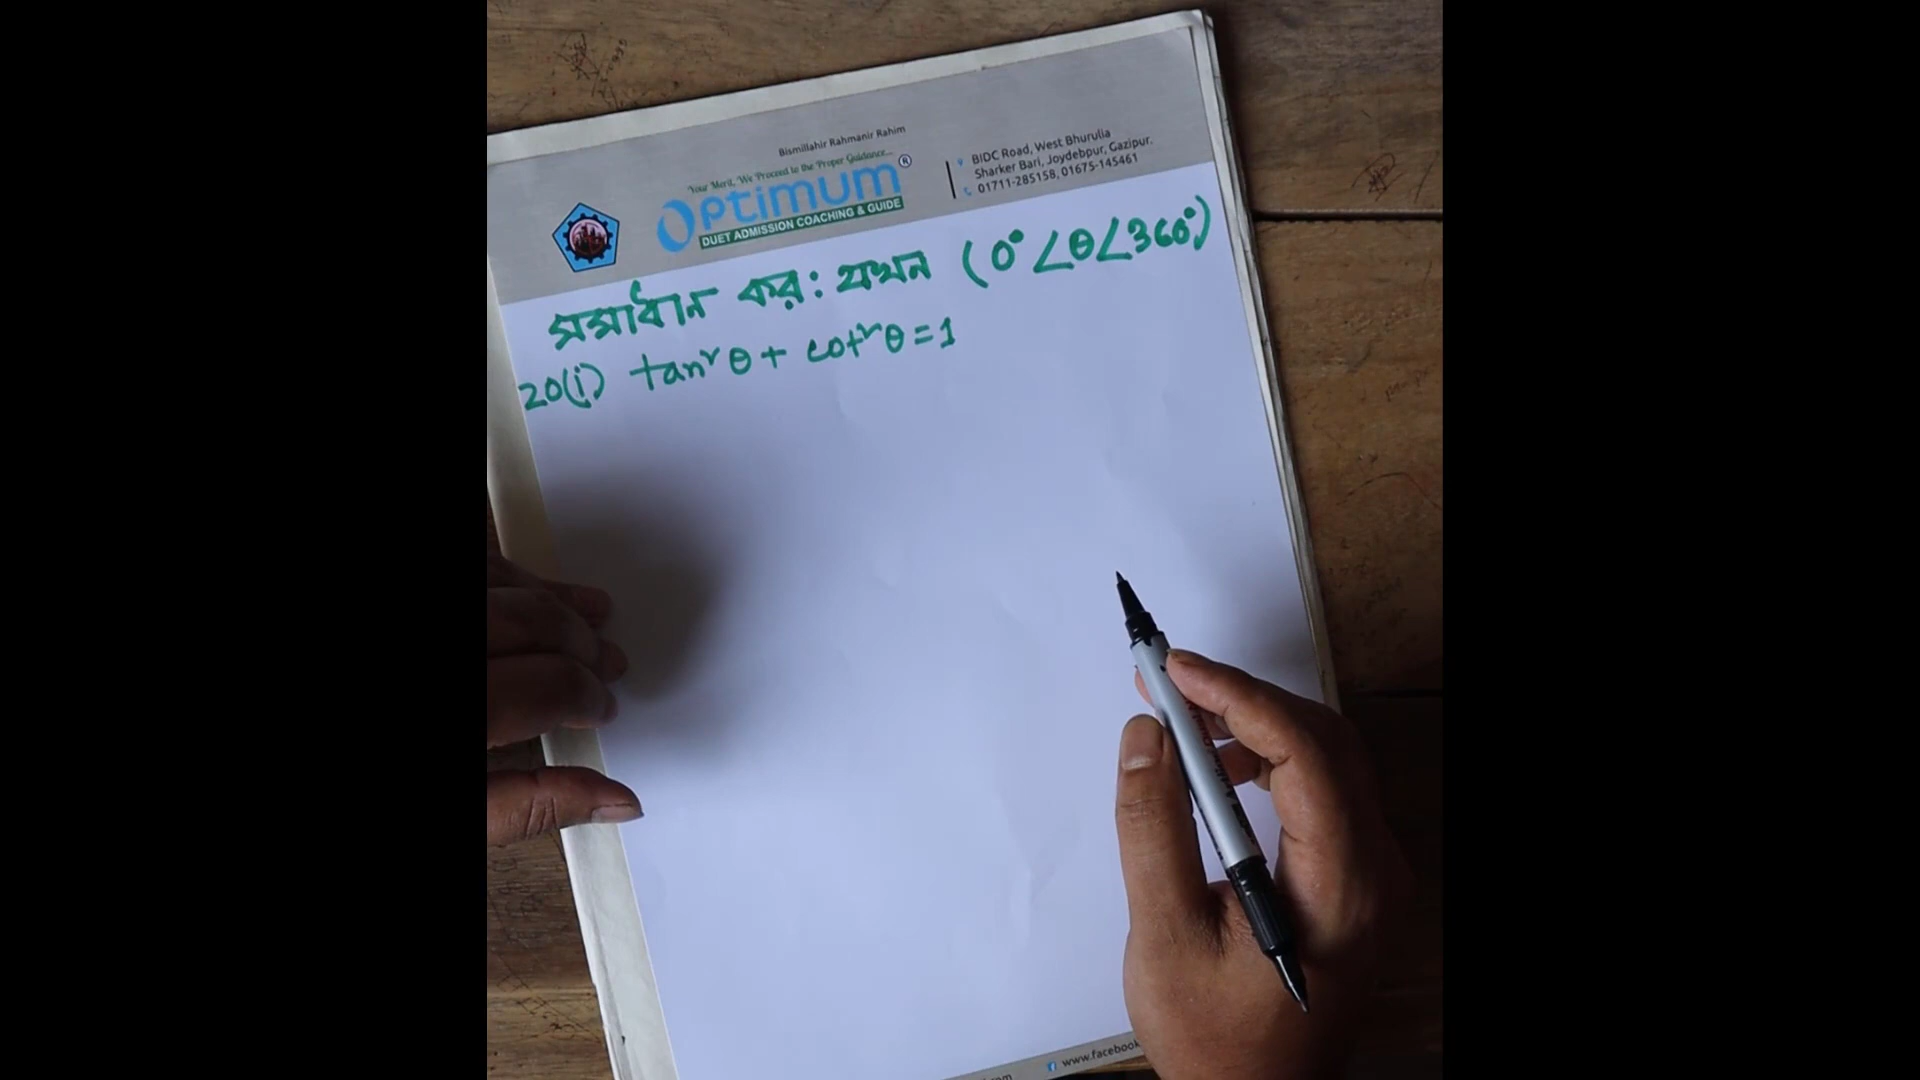 Bismillahir Rahmanir Rahim
Your Merit, We Proceed to the Proper Guidance...
Optimum®
DUET ADMISSION COACHING & GUIDE
BIDC Road, West Bhurulia
Sharker Bari, Joydebpur, Gazipur.
01711-285158, 01675-145461
সমাধান কর: যখন (0° ∠θ∠360°)
20(i) tan²θ + cot²θ = 1
www.facebook